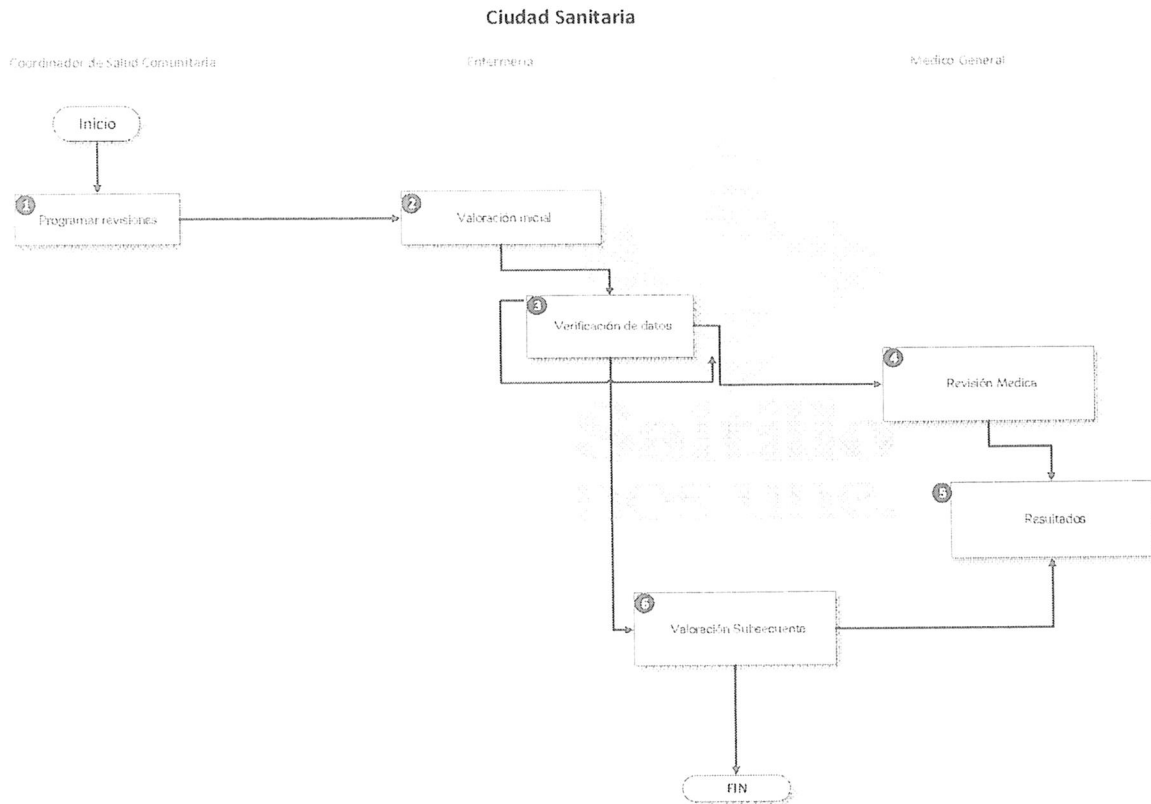 Ciudad Sanitaria
Coordinador de Salud Comunitaria
Enfermeria
Medico General
Inicio
1
Programar revisiones
2
Valoración inicial
3
Verificación de datos
4
Revisión Medica
5
Resultados
6
Valoración Subsecuente
FIN